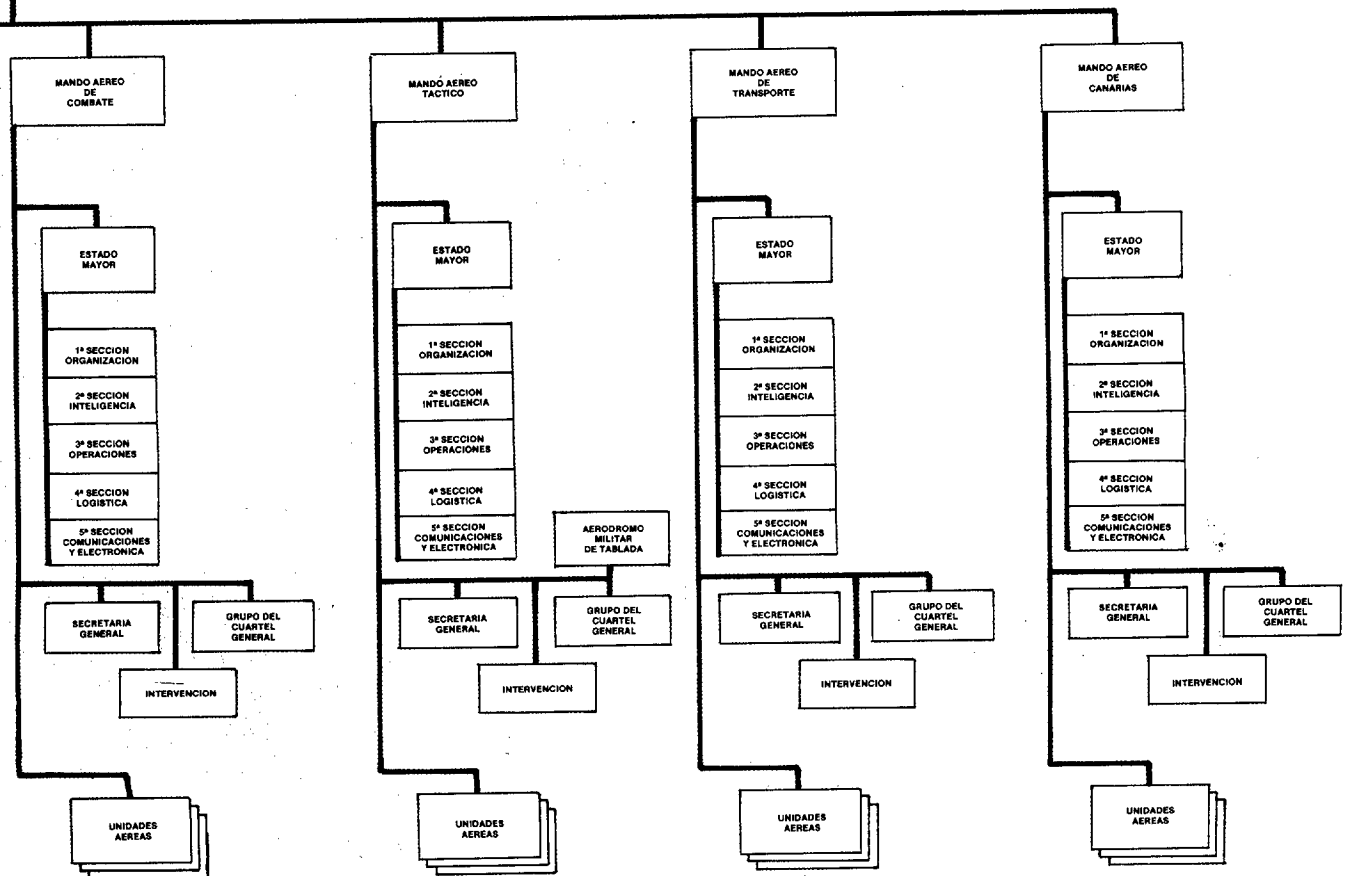 MANDO AEREO
DE
COMBATE
MANDO AEREO
TACTICO
MANDO AEREO
DE
TRANSPORTE
MANDO AEREO
DE
CANARIAS
ESTADO
MAYOR
ESTADO
MAYOR
ESTADO
MAYOR
ESTADO
MAYOR
1ª SECCION
ORGANIZACION
2ª SECCION
INTELIGENCIA
3ª SECCION
OPERACIONES
4ª SECCION
LOGISTICA
5ª SECCION
COMUNICACIONES
Y ELECTRONICA
1ª SECCION
ORGANIZACION
2ª SECCION
INTELIGENCIA
3ª SECCION
OPERACIONES
4ª SECCION
LOGISTICA
5ª SECCION
COMUNICACIONES
Y ELECTRONICA
AERODROMO
MILITAR
DE TABLADA
1ª SECCION
ORGANIZACION
2ª SECCION
INTELIGENCIA
3ª SECCION
OPERACIONES
4ª SECCION
LOGISTICA
5ª SECCION
COMUNICACIONES
Y ELECTRONICA
1ª SECCION
ORGANIZACION
2ª SECCION
INTELIGENCIA
3ª SECCION
OPERACIONES
4ª SECCION
LOGISTICA
5ª SECCION
COMUNICACIONES
Y ELECTRONICA
SECRETARIA
GENERAL
GRUPO DEL
CUARTEL
GENERAL
INTERVENCION
SECRETARIA
GENERAL
GRUPO DEL
CUARTEL
GENERAL
INTERVENCION
SECRETARIA
GENERAL
GRUPO DEL
CUARTEL
GENERAL
INTERVENCION
SECRETARIA
GENERAL
GRUPO DEL
CUARTEL
GENERAL
INTERVENCION
UNIDADES
AEREAS
UNIDADES
AEREAS
UNIDADES
AEREAS
UNIDADES
AEREAS